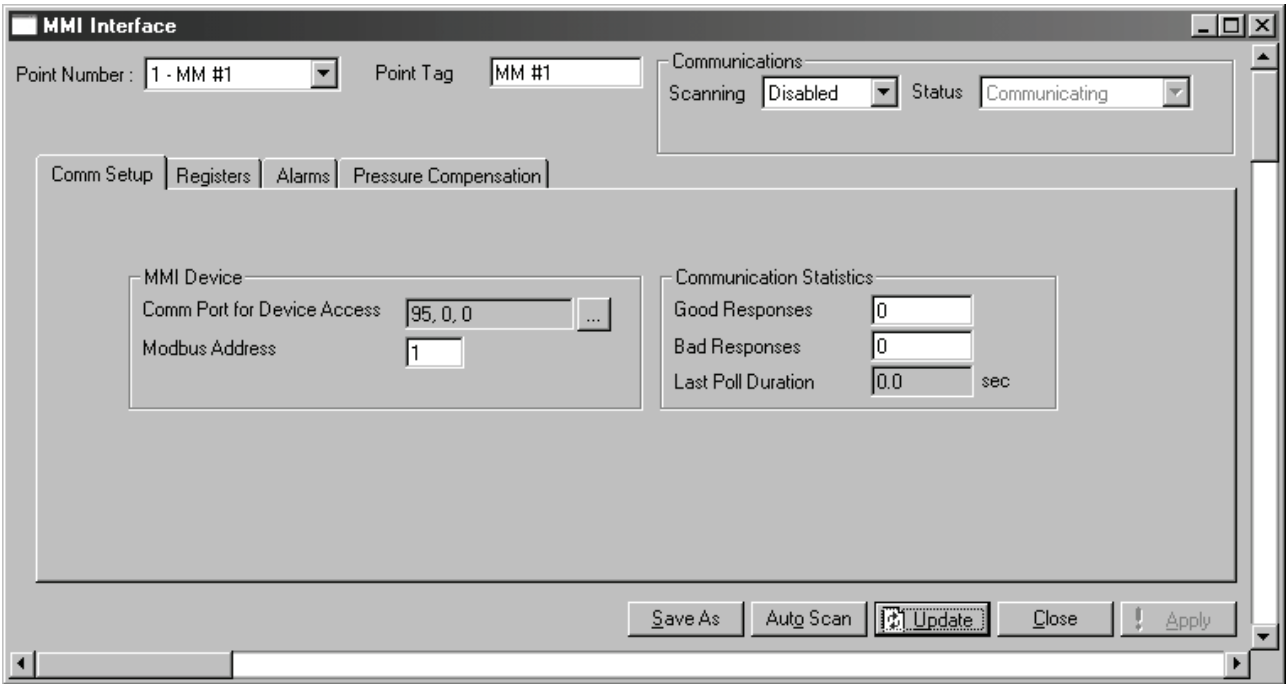 MMI Interface
Point Number : 1 - MM #1 Point Tag MM #1
Communications
Scanning Disabled Status Communicating
Comm Setup Registers Alarms Pressure Compensation
MMI Device
Comm Port for Device Access 95, 0, 0 ...
Modbus Address 1
Communication Statistics
Good Responses 0
Bad Responses 0
Last Poll Duration 0.0 sec
Save As Auto Scan Update Close ! Apply